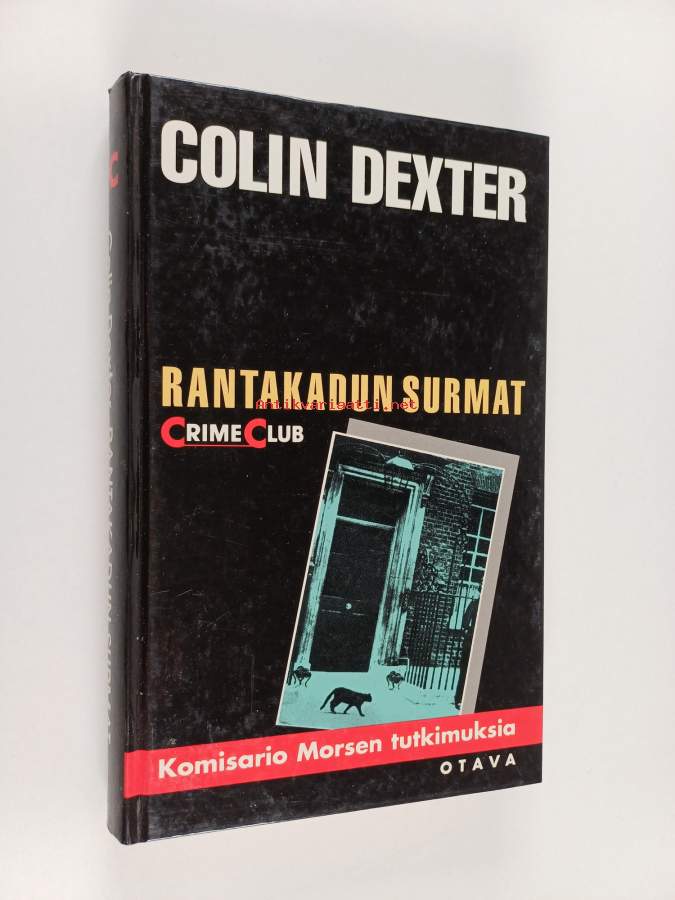 COLIN DEXTER
RANTAKADUN SURMAT
Antikvariaatti.net
CRIME CLUB
Komisario Morsen tutkimuksia
OTAVA
C
Colin Dexter RANTAKADUN SURMAT